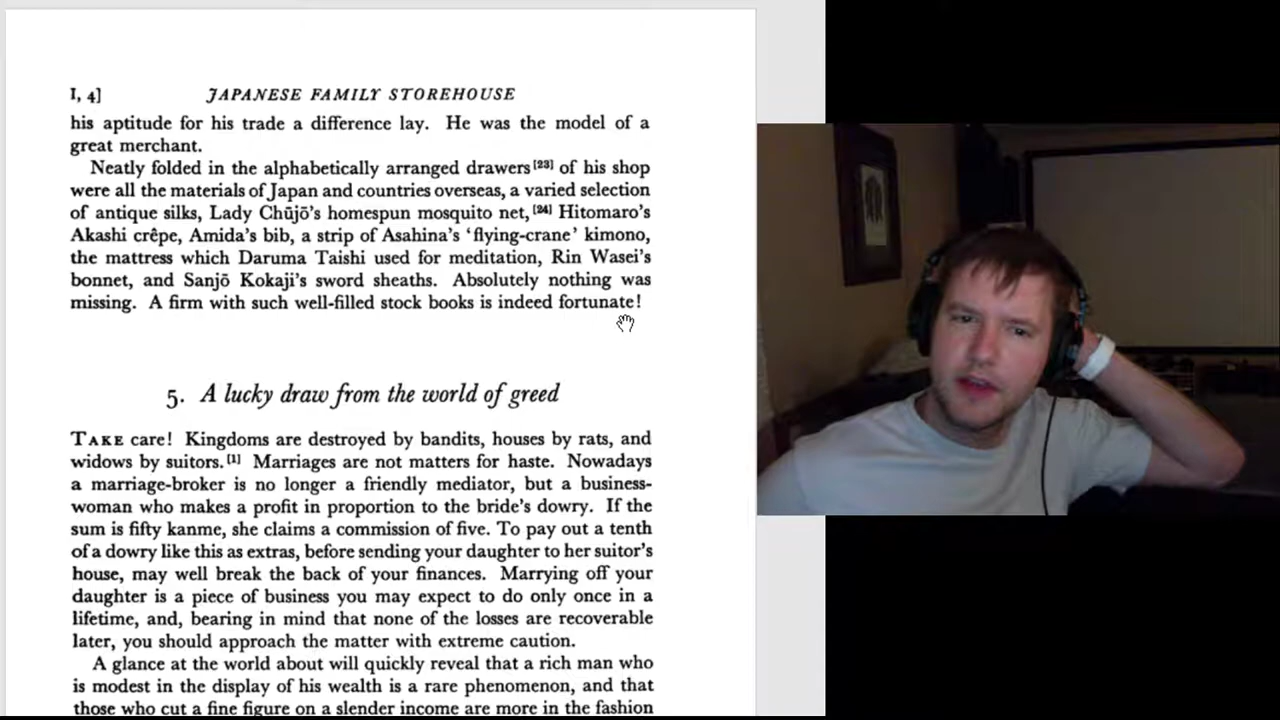 I, 4] JAPANESE FAMILY STOREHOUSE
his aptitude for his trade a difference lay. He was the model of a
great merchant.
Neatly folded in the alphabetically arranged drawers[23] of his shop
were all the materials of Japan and countries overseas, a varied selection
of antique silks, Lady Chūjō's homespun mosquito net,[24] Hitomaro's
Akashi crêpe, Amida's bib, a strip of Asahina's ‘flying-crane’ kimono,
the mattress which Daruma Taishi used for meditation, Rin Wasei's
bonnet, and Sanjō Kokaji's sword sheaths. Absolutely nothing was
missing. A firm with such well-filled stock books is indeed fortunate!
5. A lucky draw from the world of greed
TAKE care! Kingdoms are destroyed by bandits, houses by rats, and
widows by suitors.[1] Marriages are not matters for haste. Nowadays
a marriage-broker is no longer a friendly mediator, but a business-
woman who makes a profit in proportion to the bride's dowry. If the
sum is fifty kanme, she claims a commission of five. To pay out a tenth
of a dowry like this as extras, before sending your daughter to her suitor's
house, may well break the back of your finances. Marrying off your
daughter is a piece of business you may expect to do only once in a
lifetime, and, bearing in mind that none of the losses are recoverable
later, you should approach the matter with extreme caution.
A glance at the world about will quickly reveal that a rich man who
is modest in the display of his wealth is a rare phenomenon, and that
those who cut a fine figure on a slender income are more in the fashion